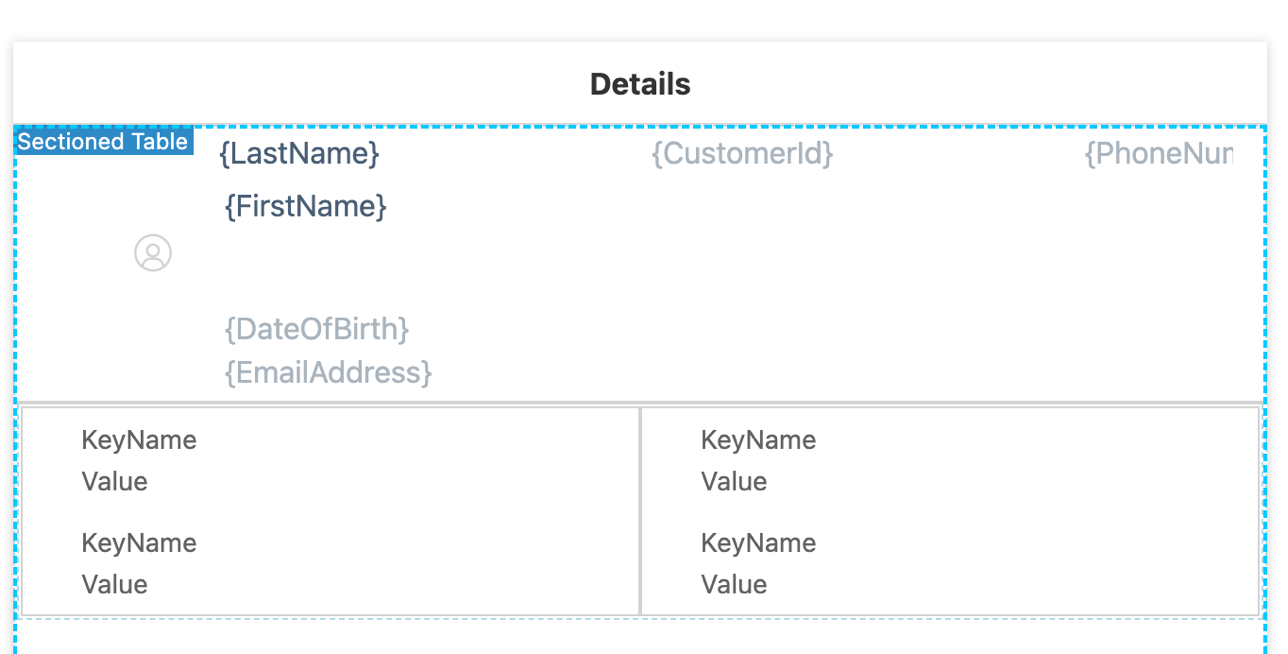 Details
Sectioned Table
{LastName} {CustomerId} {PhoneNur
{FirstName}
{DateOfBirth}
{EmailAddress}
KeyName KeyName
Value Value
KeyName KeyName
Value Value